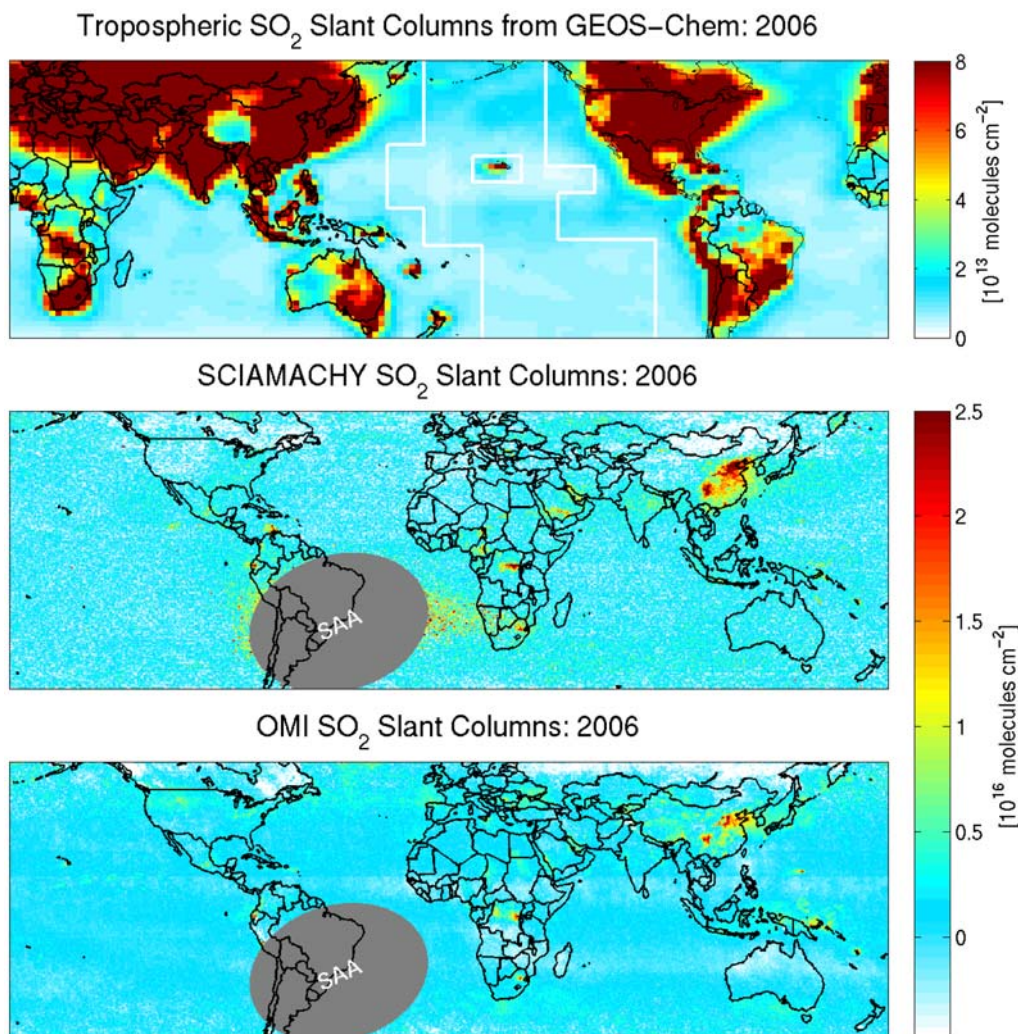 Tropospheric SO2 Slant Columns from GEOS−Chem: 2006
8
6
4
2
0
[10^13 molecules cm^−2]
SCIAMACHY SO2 Slant Columns: 2006
SAA
OMI SO2 Slant Columns: 2006
SAA
2.5
2
1.5
1
0.5
0
[10^16 molecules cm^−2]